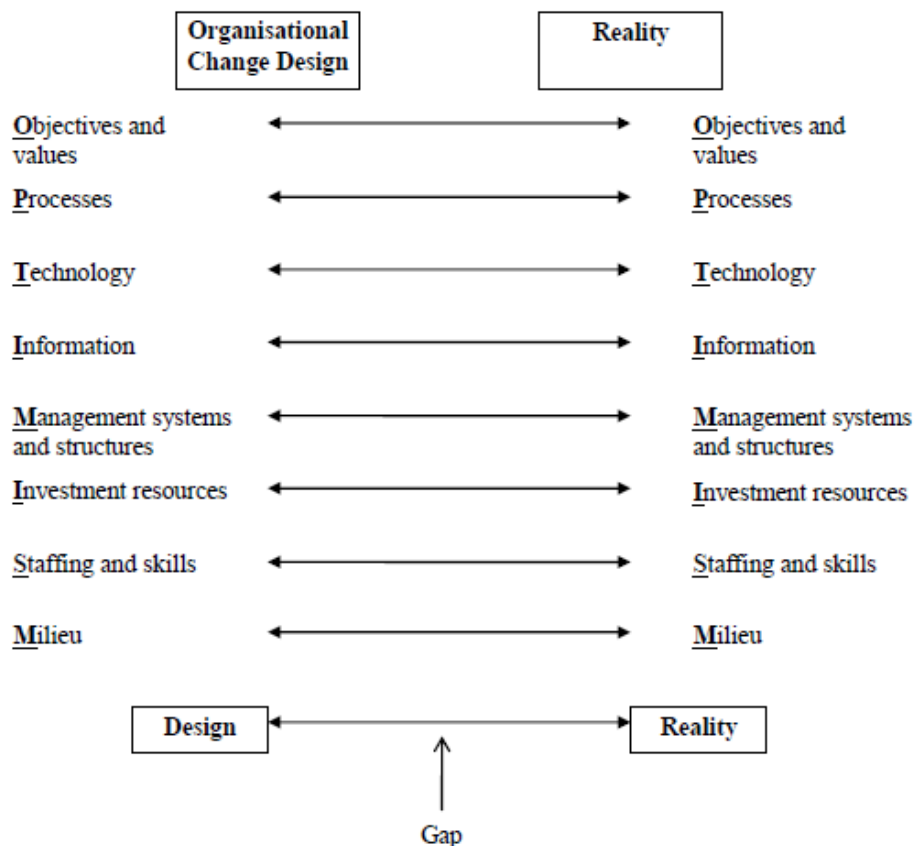 Organisational
Change Design
Reality
Objectives and
values
Objectives and
values
Processes
Processes
Technology
Technology
Information
Information
Management systems
and structures
Management systems
and structures
Investment resources
Investment resources
Staffing and skills
Staffing and skills
Milieu
Milieu
Design
Reality
Gap